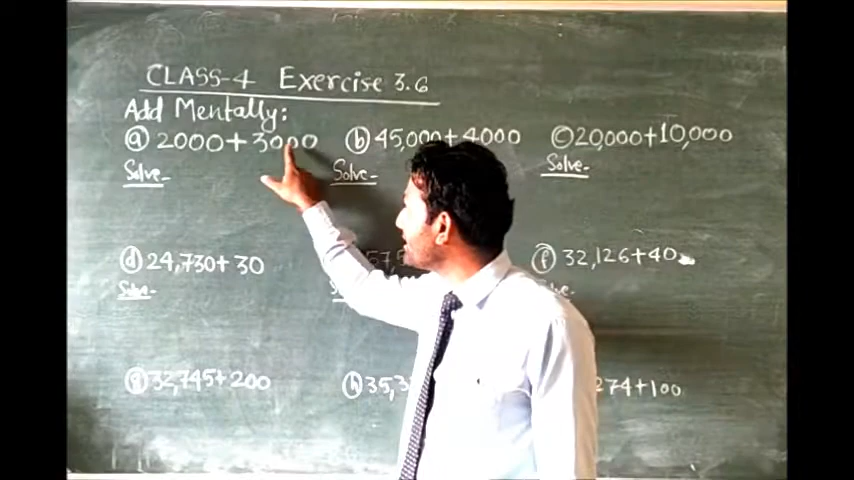 CLASS-4 Exercise 3.6
Add Mentally:
(a) 2000+3000 (b) 45,000+4000 (c) 20,000+10,000
Solve- Solve- Solve-
(d) 24,730+30 57, (f) 32,126+40
Solve-
(g) 32,745+200 (h) 35,3 274+100